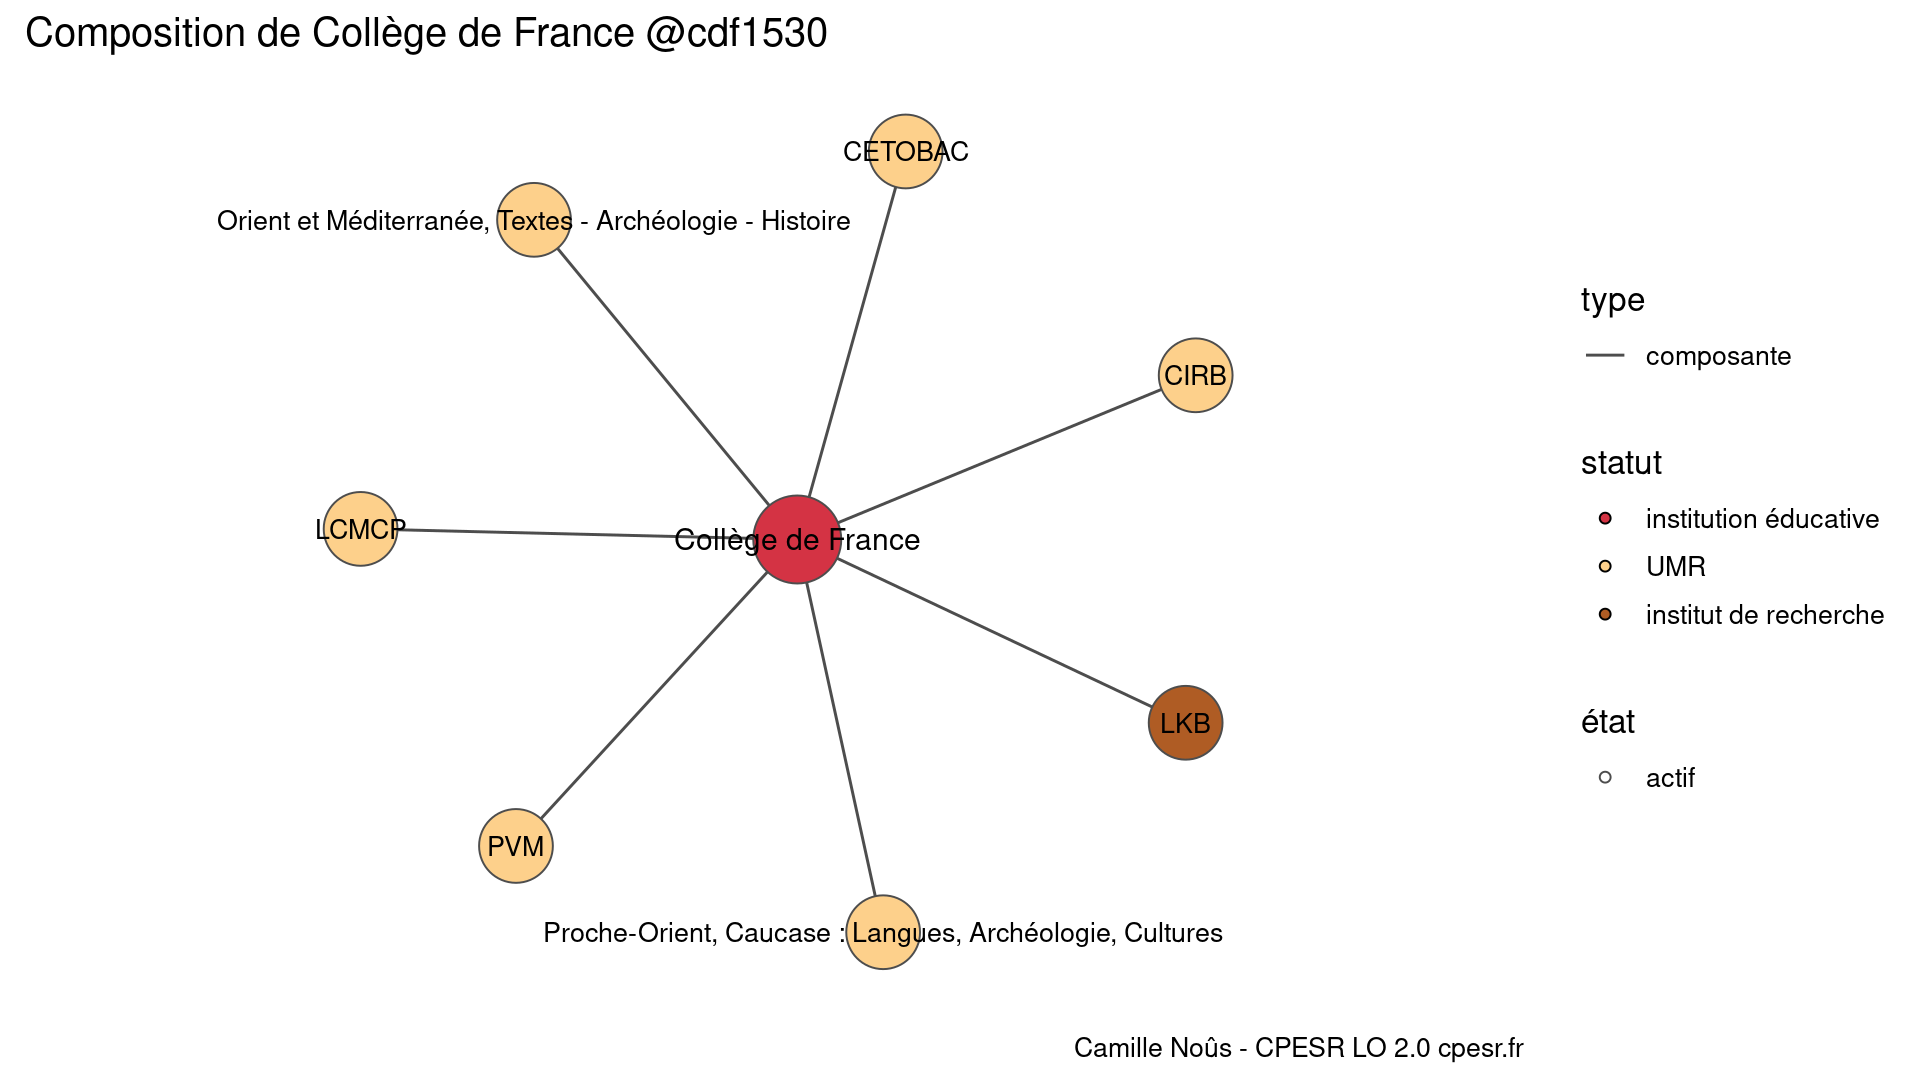 Composition de Collège de France @cdf1530
CETOBAC
Orient et Méditerranée, Textes - Archéologie - Histoire
CIRB
LCMCP
Collège de France
LKB
PVM
Proche-Orient, Caucase : Langues, Archéologie, Cultures
type
composante
statut
institution éducative
UMR
institut de recherche
état
actif
Camille Noûs - CPESR LO 2.0 cpesr.fr